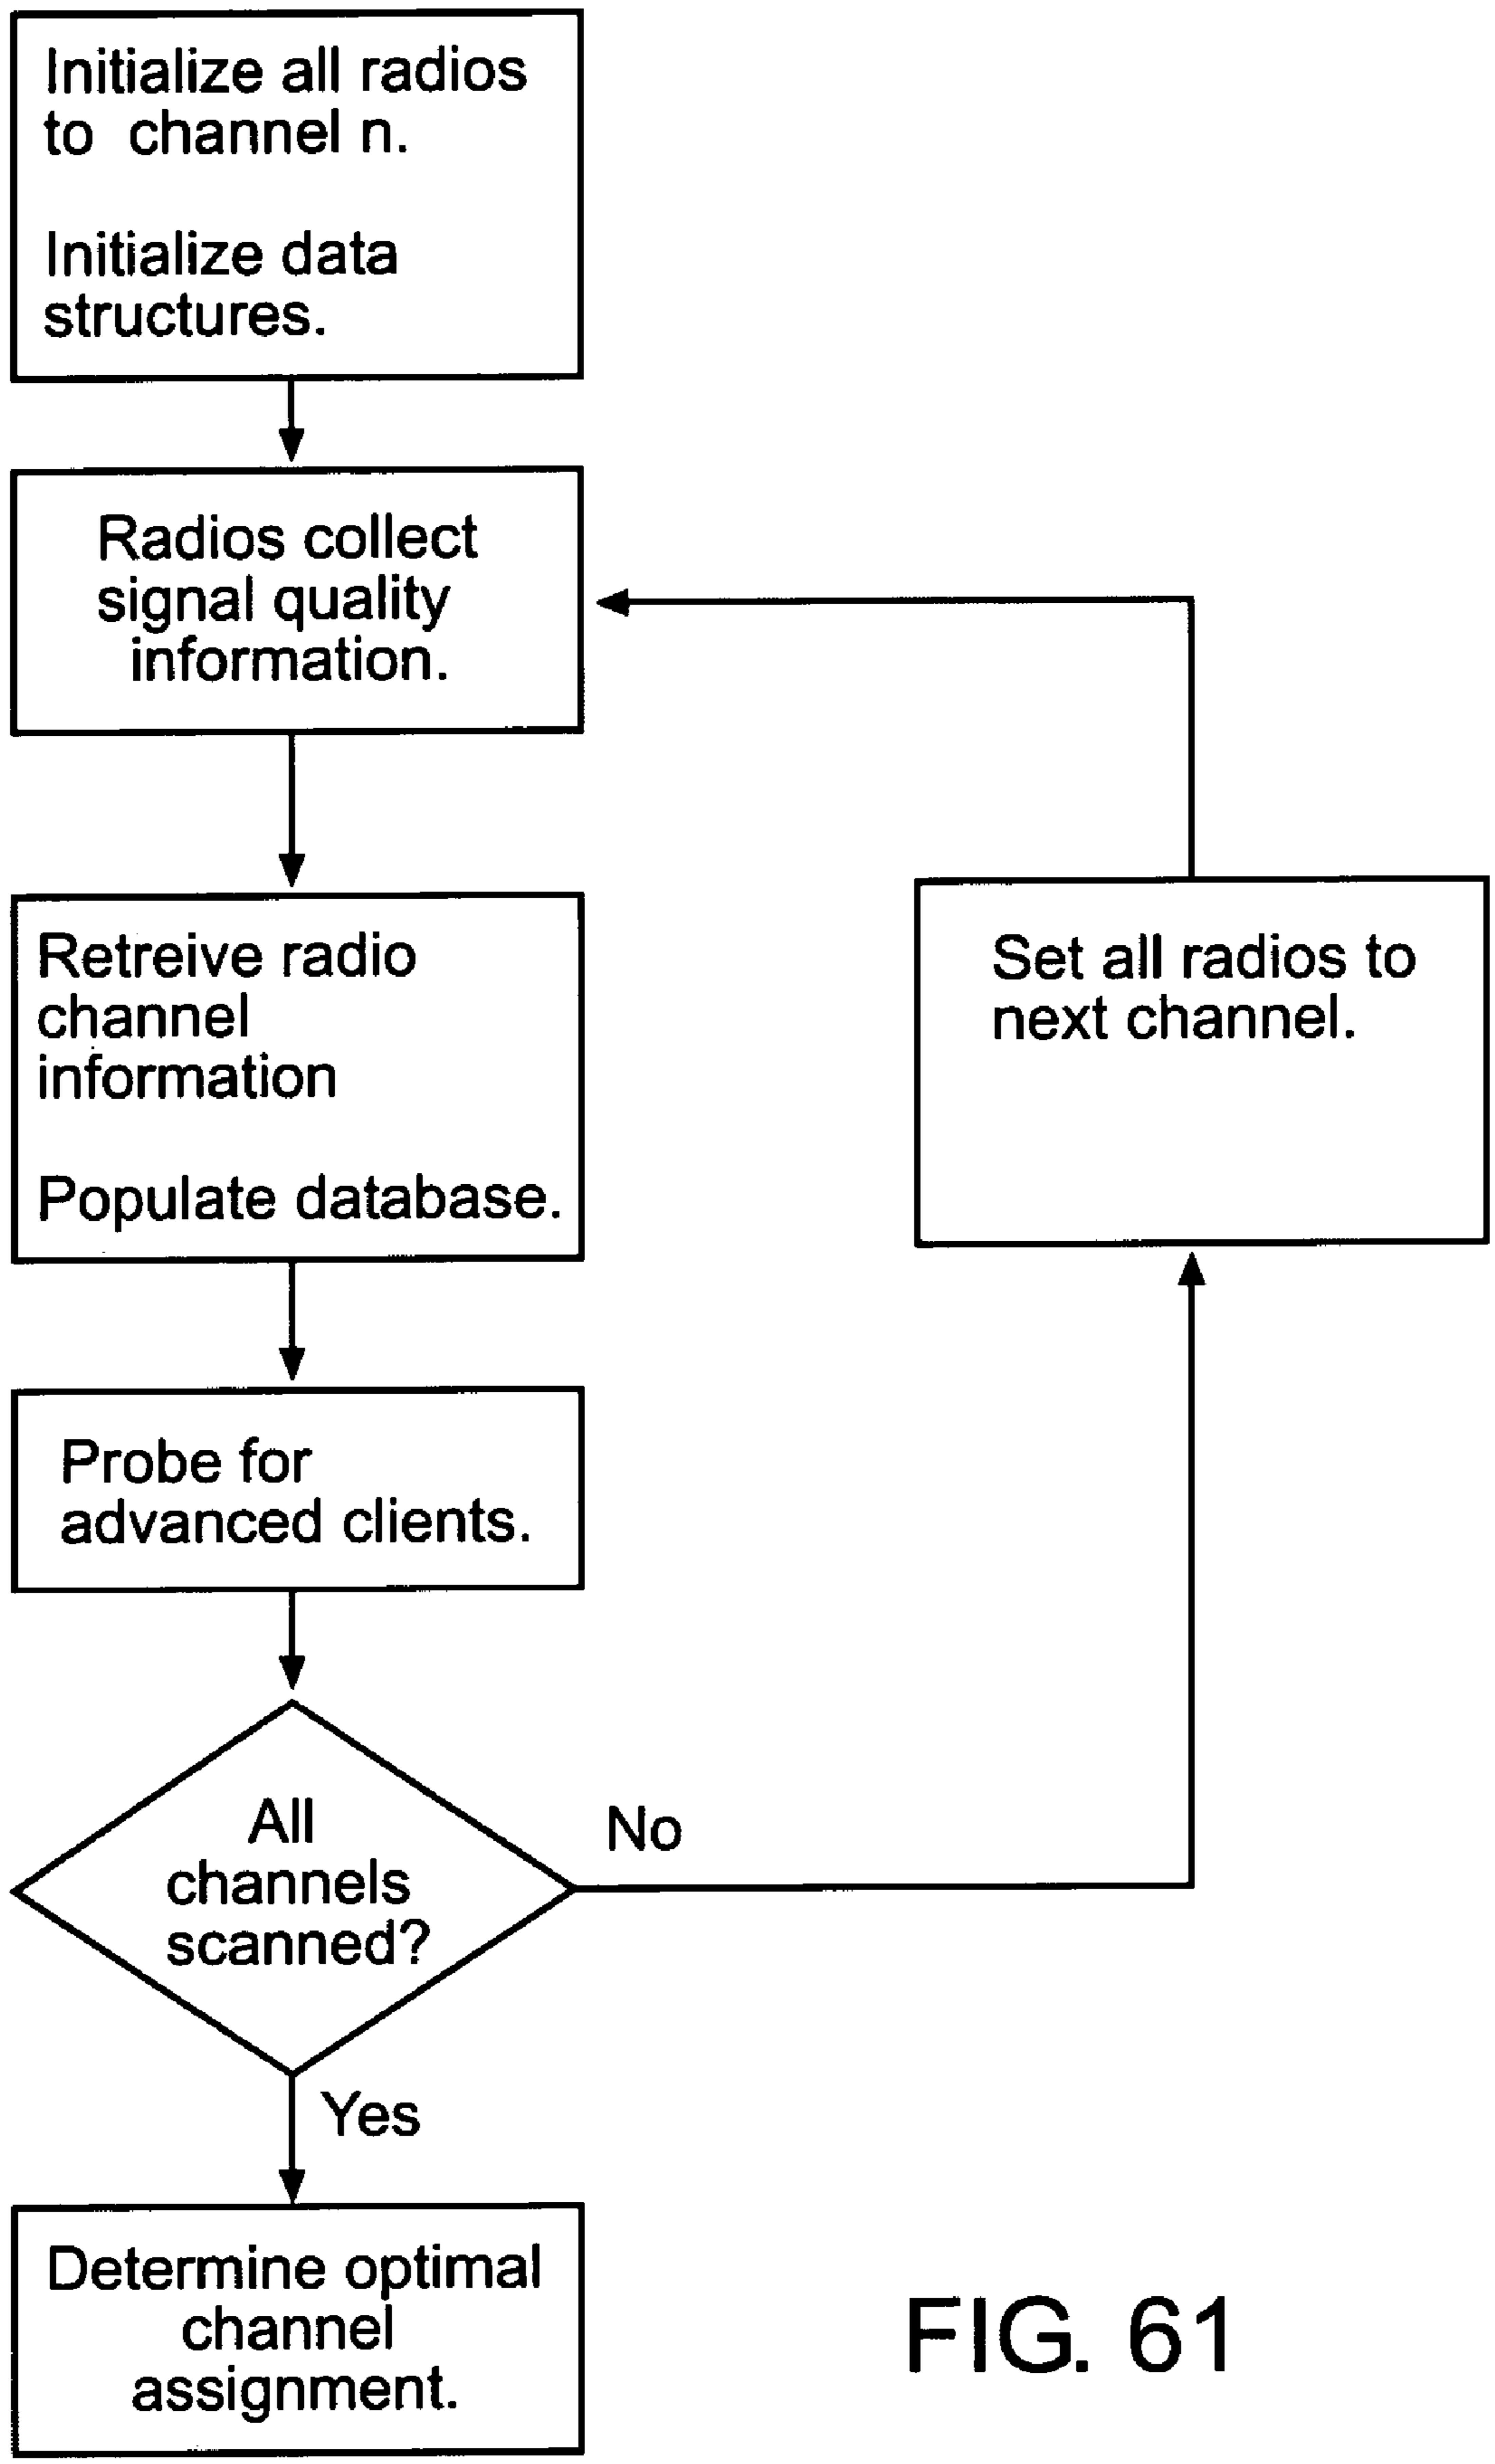 Initialize all radios
to channel n.
Initialize data
structures.
Radios collect
signal quality
information.
Retreive radio
channel
information
Populate database.
Set all radios to
next channel.
Probe for
advanced clients.
All
channels
scanned?
No
Yes
Determine optimal
channel
assignment.
FIG. 61